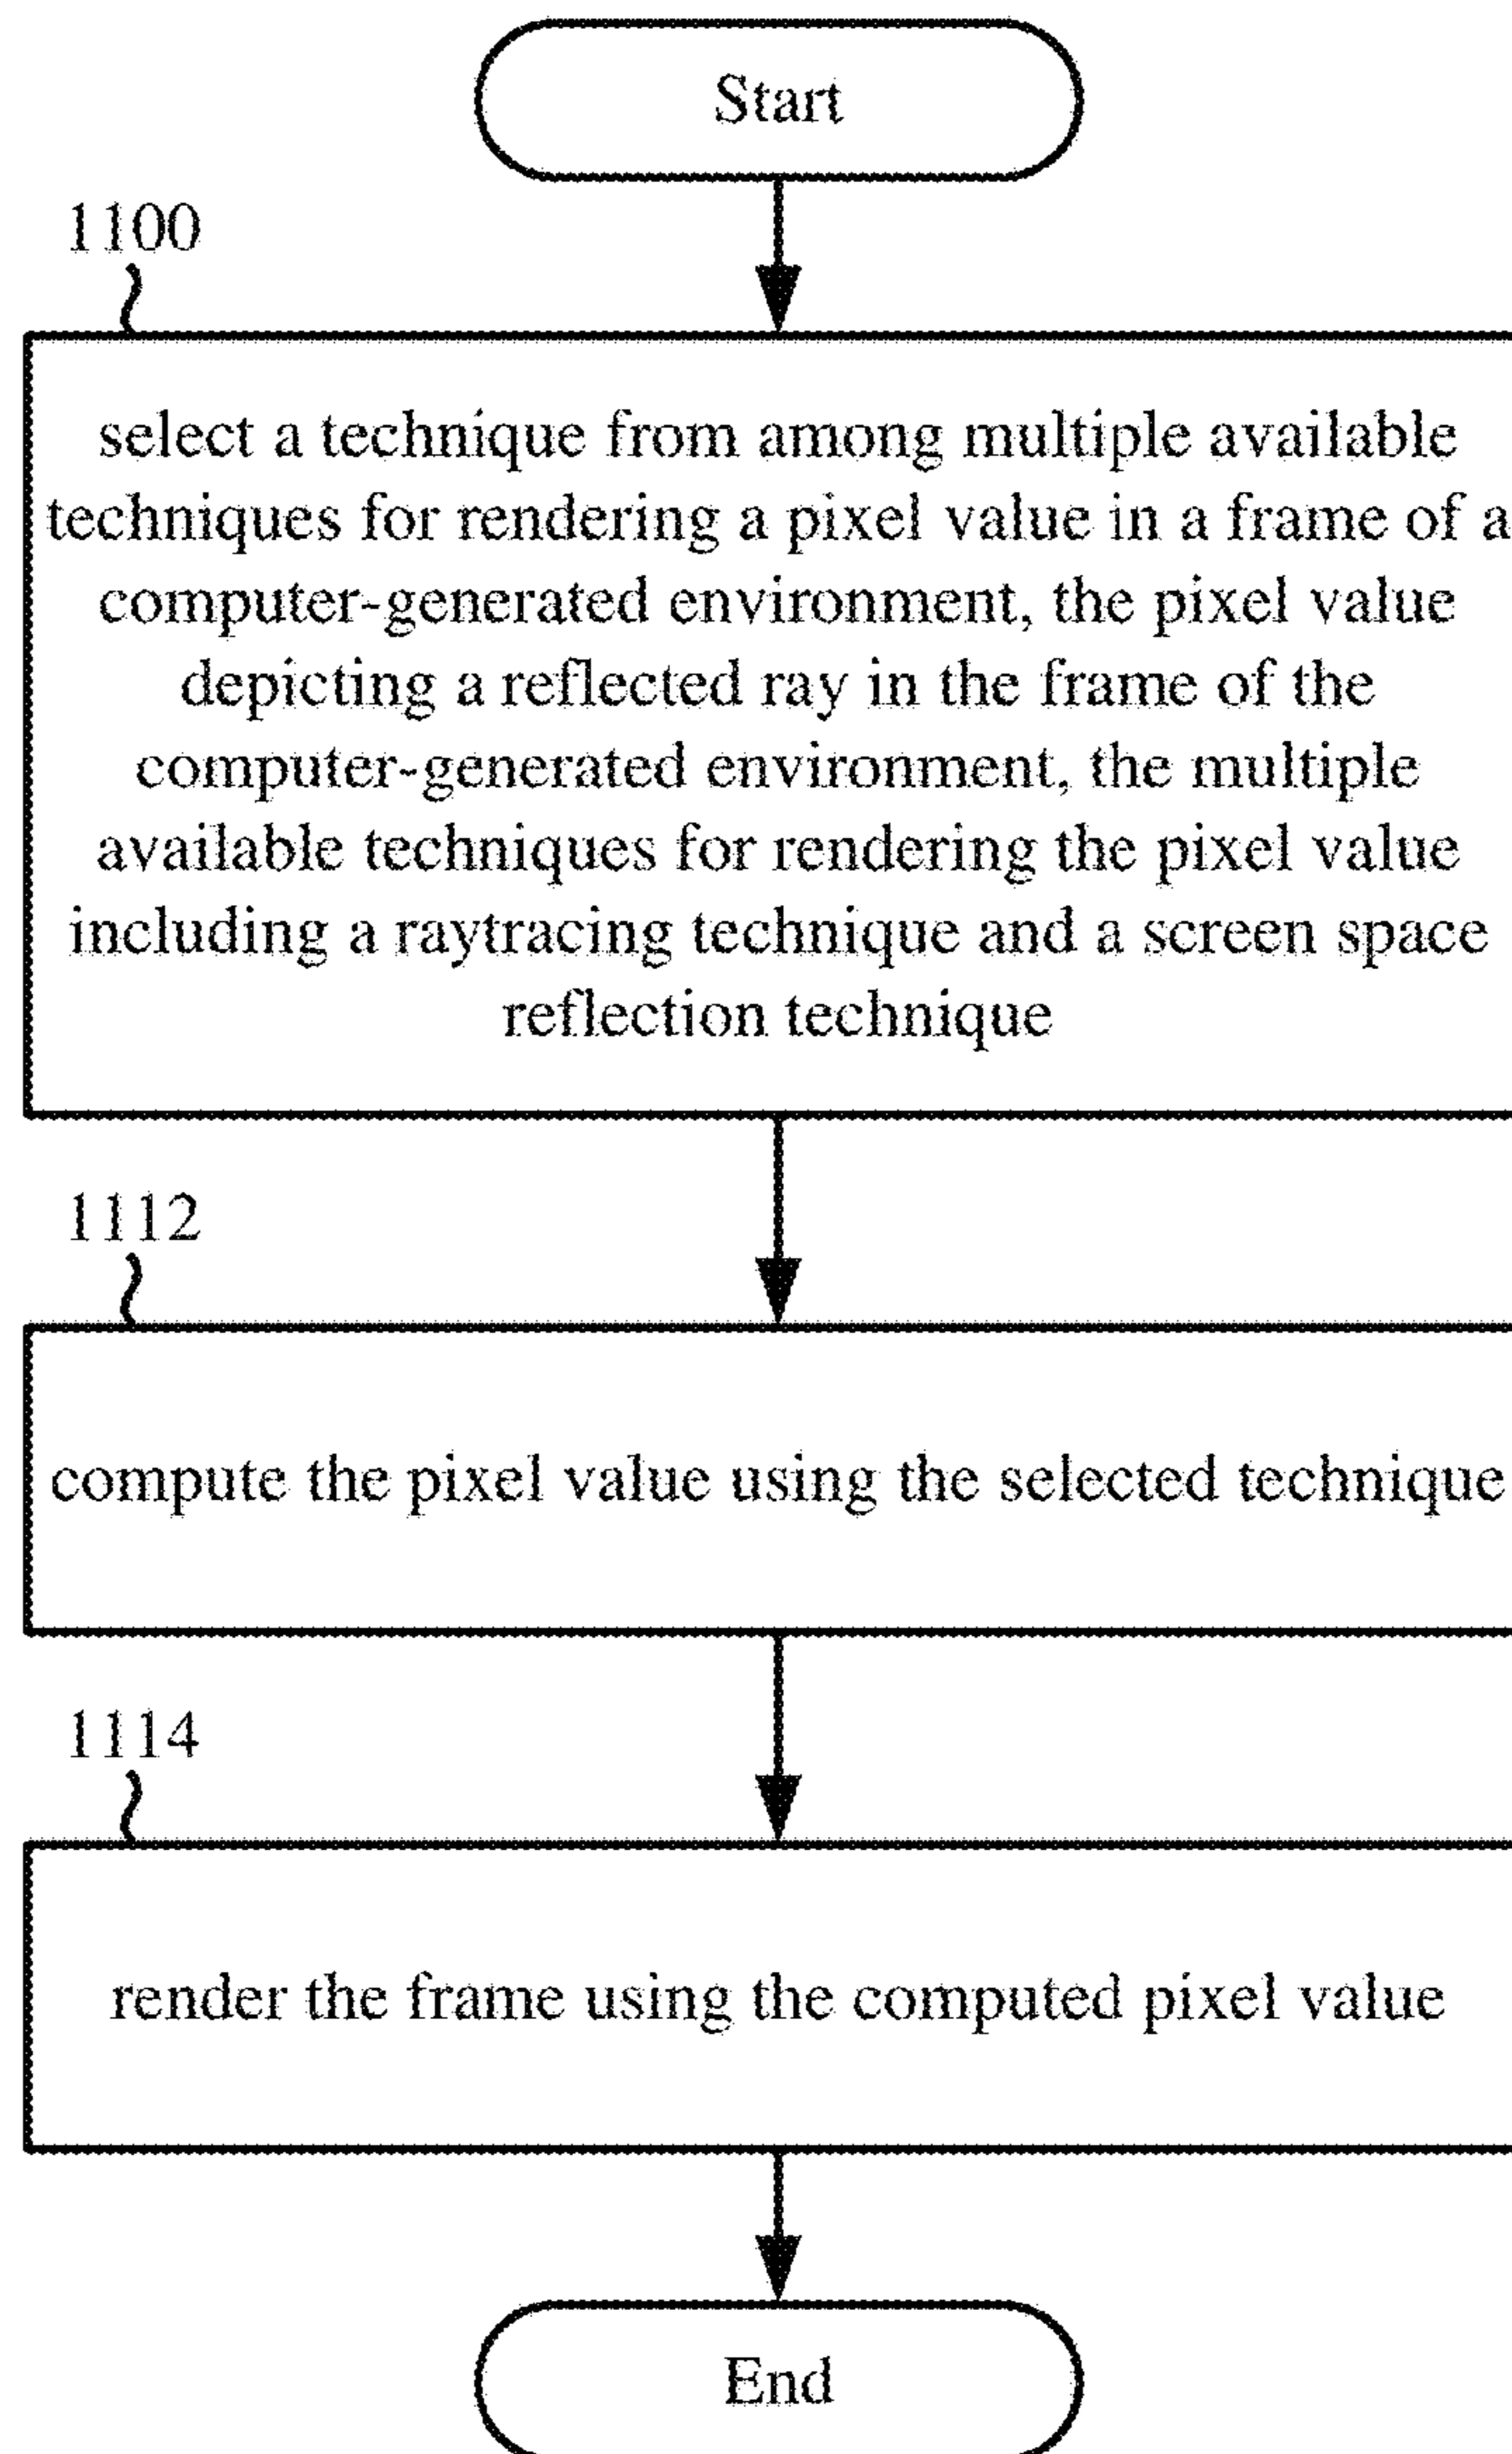 Start
1100
select a technique from among multiple available
techniques for rendering a pixel value in a frame of a
computer-generated environment, the pixel value
depicting a reflected ray in the frame of the
computer-generated environment, the multiple
available techniques for rendering the pixel value
including a raytracing technique and a screen space
reflection technique
1112
compute the pixel value using the selected technique
1114
render the frame using the computed pixel value
End